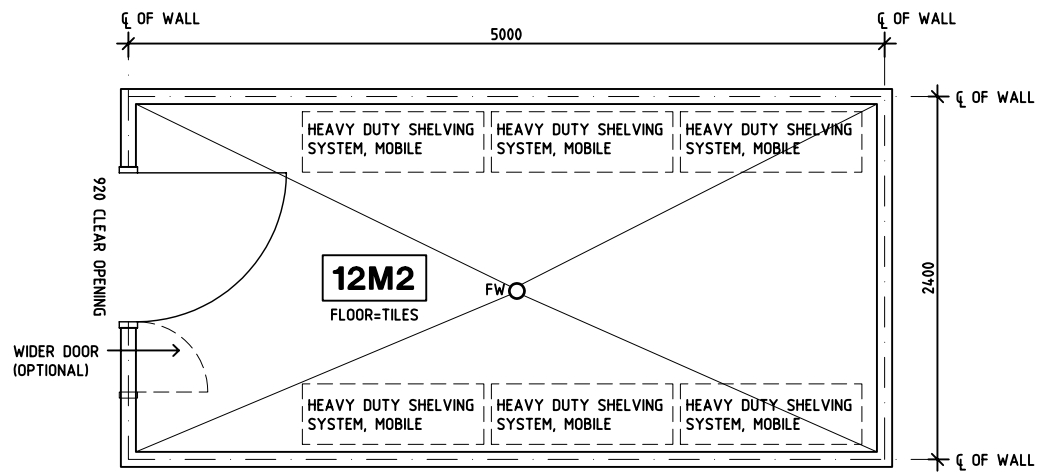 ℄ OF WALL
℄ OF WALL
5000
℄ OF WALL
HEAVY DUTY SHELVING
SYSTEM, MOBILE
HEAVY DUTY SHELVING
SYSTEM, MOBILE
HEAVY DUTY SHELVING
SYSTEM, MOBILE
920 CLEAR OPENING
12M2
FLOOR=TILES
FW
2400
WIDER DOOR
(OPTIONAL)
HEAVY DUTY SHELVING
SYSTEM, MOBILE
HEAVY DUTY SHELVING
SYSTEM, MOBILE
HEAVY DUTY SHELVING
SYSTEM, MOBILE
℄ OF WALL